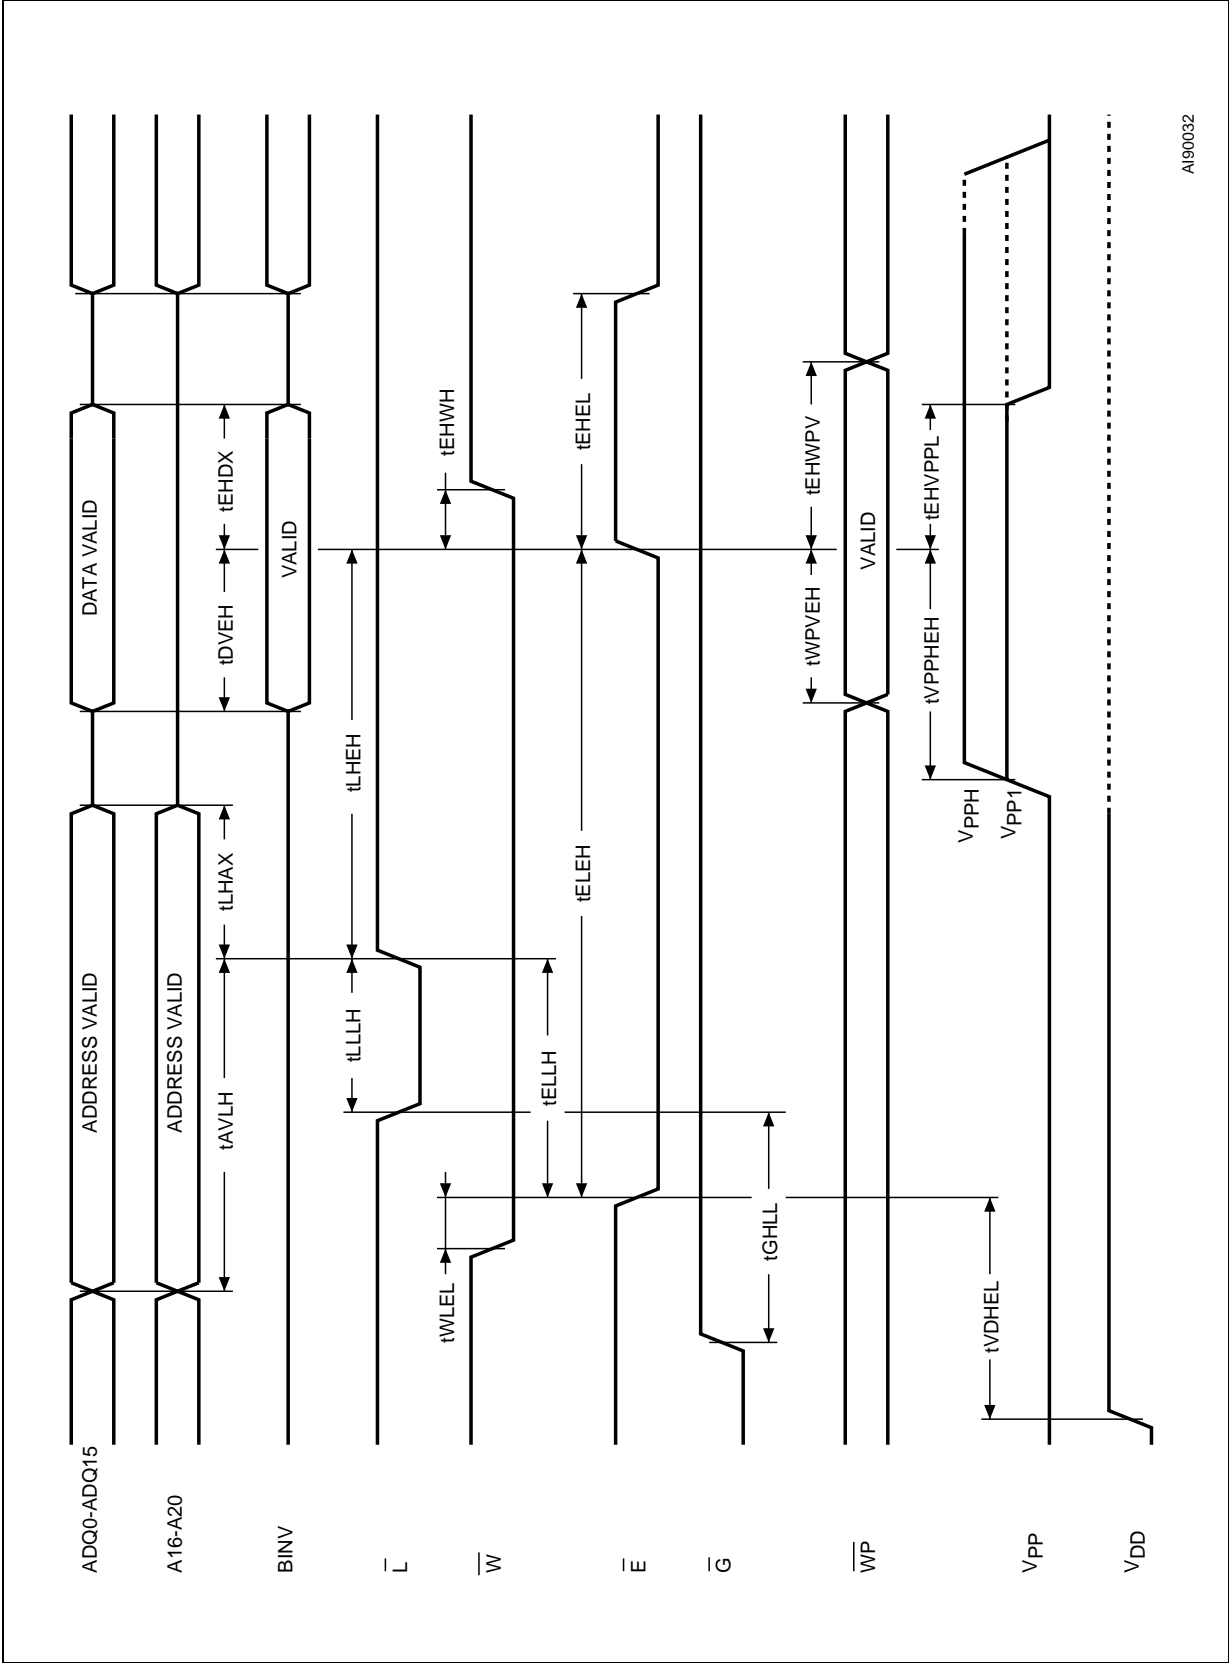 ADQ0-ADQ15
ADDRESS VALID
DATA VALID
A16-A20
ADDRESS VALID
tAVLH
tLHAX
tDVEH
tEHDX
BINV
VALID
L
tLLLH
tLHEH
W
tWLEL
tEHWH
tELLH
E
tELEH
tEHEL
G
tGHLL
WP
tWPVEH
tEHWPV
VALID
tVPPHEH
tEHVPPL
VPPH
VPP1
VPP
tVDHEL
VDD
AI90032